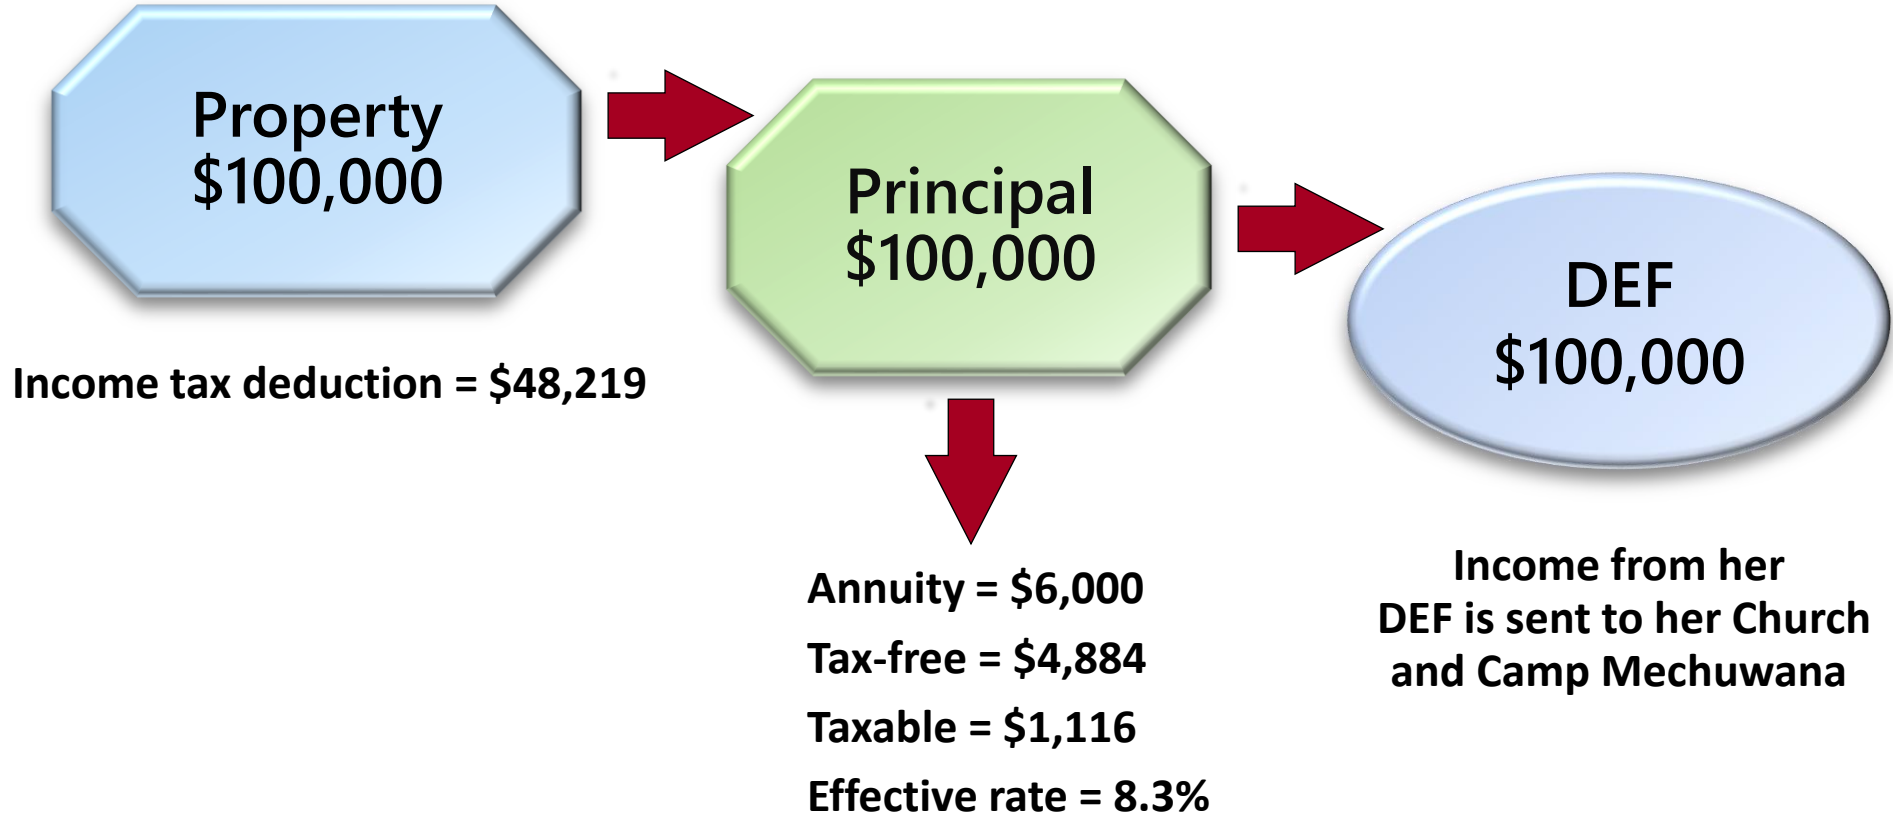 Property
$100,000
Income tax deduction = $48,219
Principal
$100,000
Annuity = $6,000
Tax-free = $4,884
Taxable = $1,116
Effective rate = 8.3%
DEF
$100,000
Income from her
DEF is sent to her Church
and Camp Mechuwana